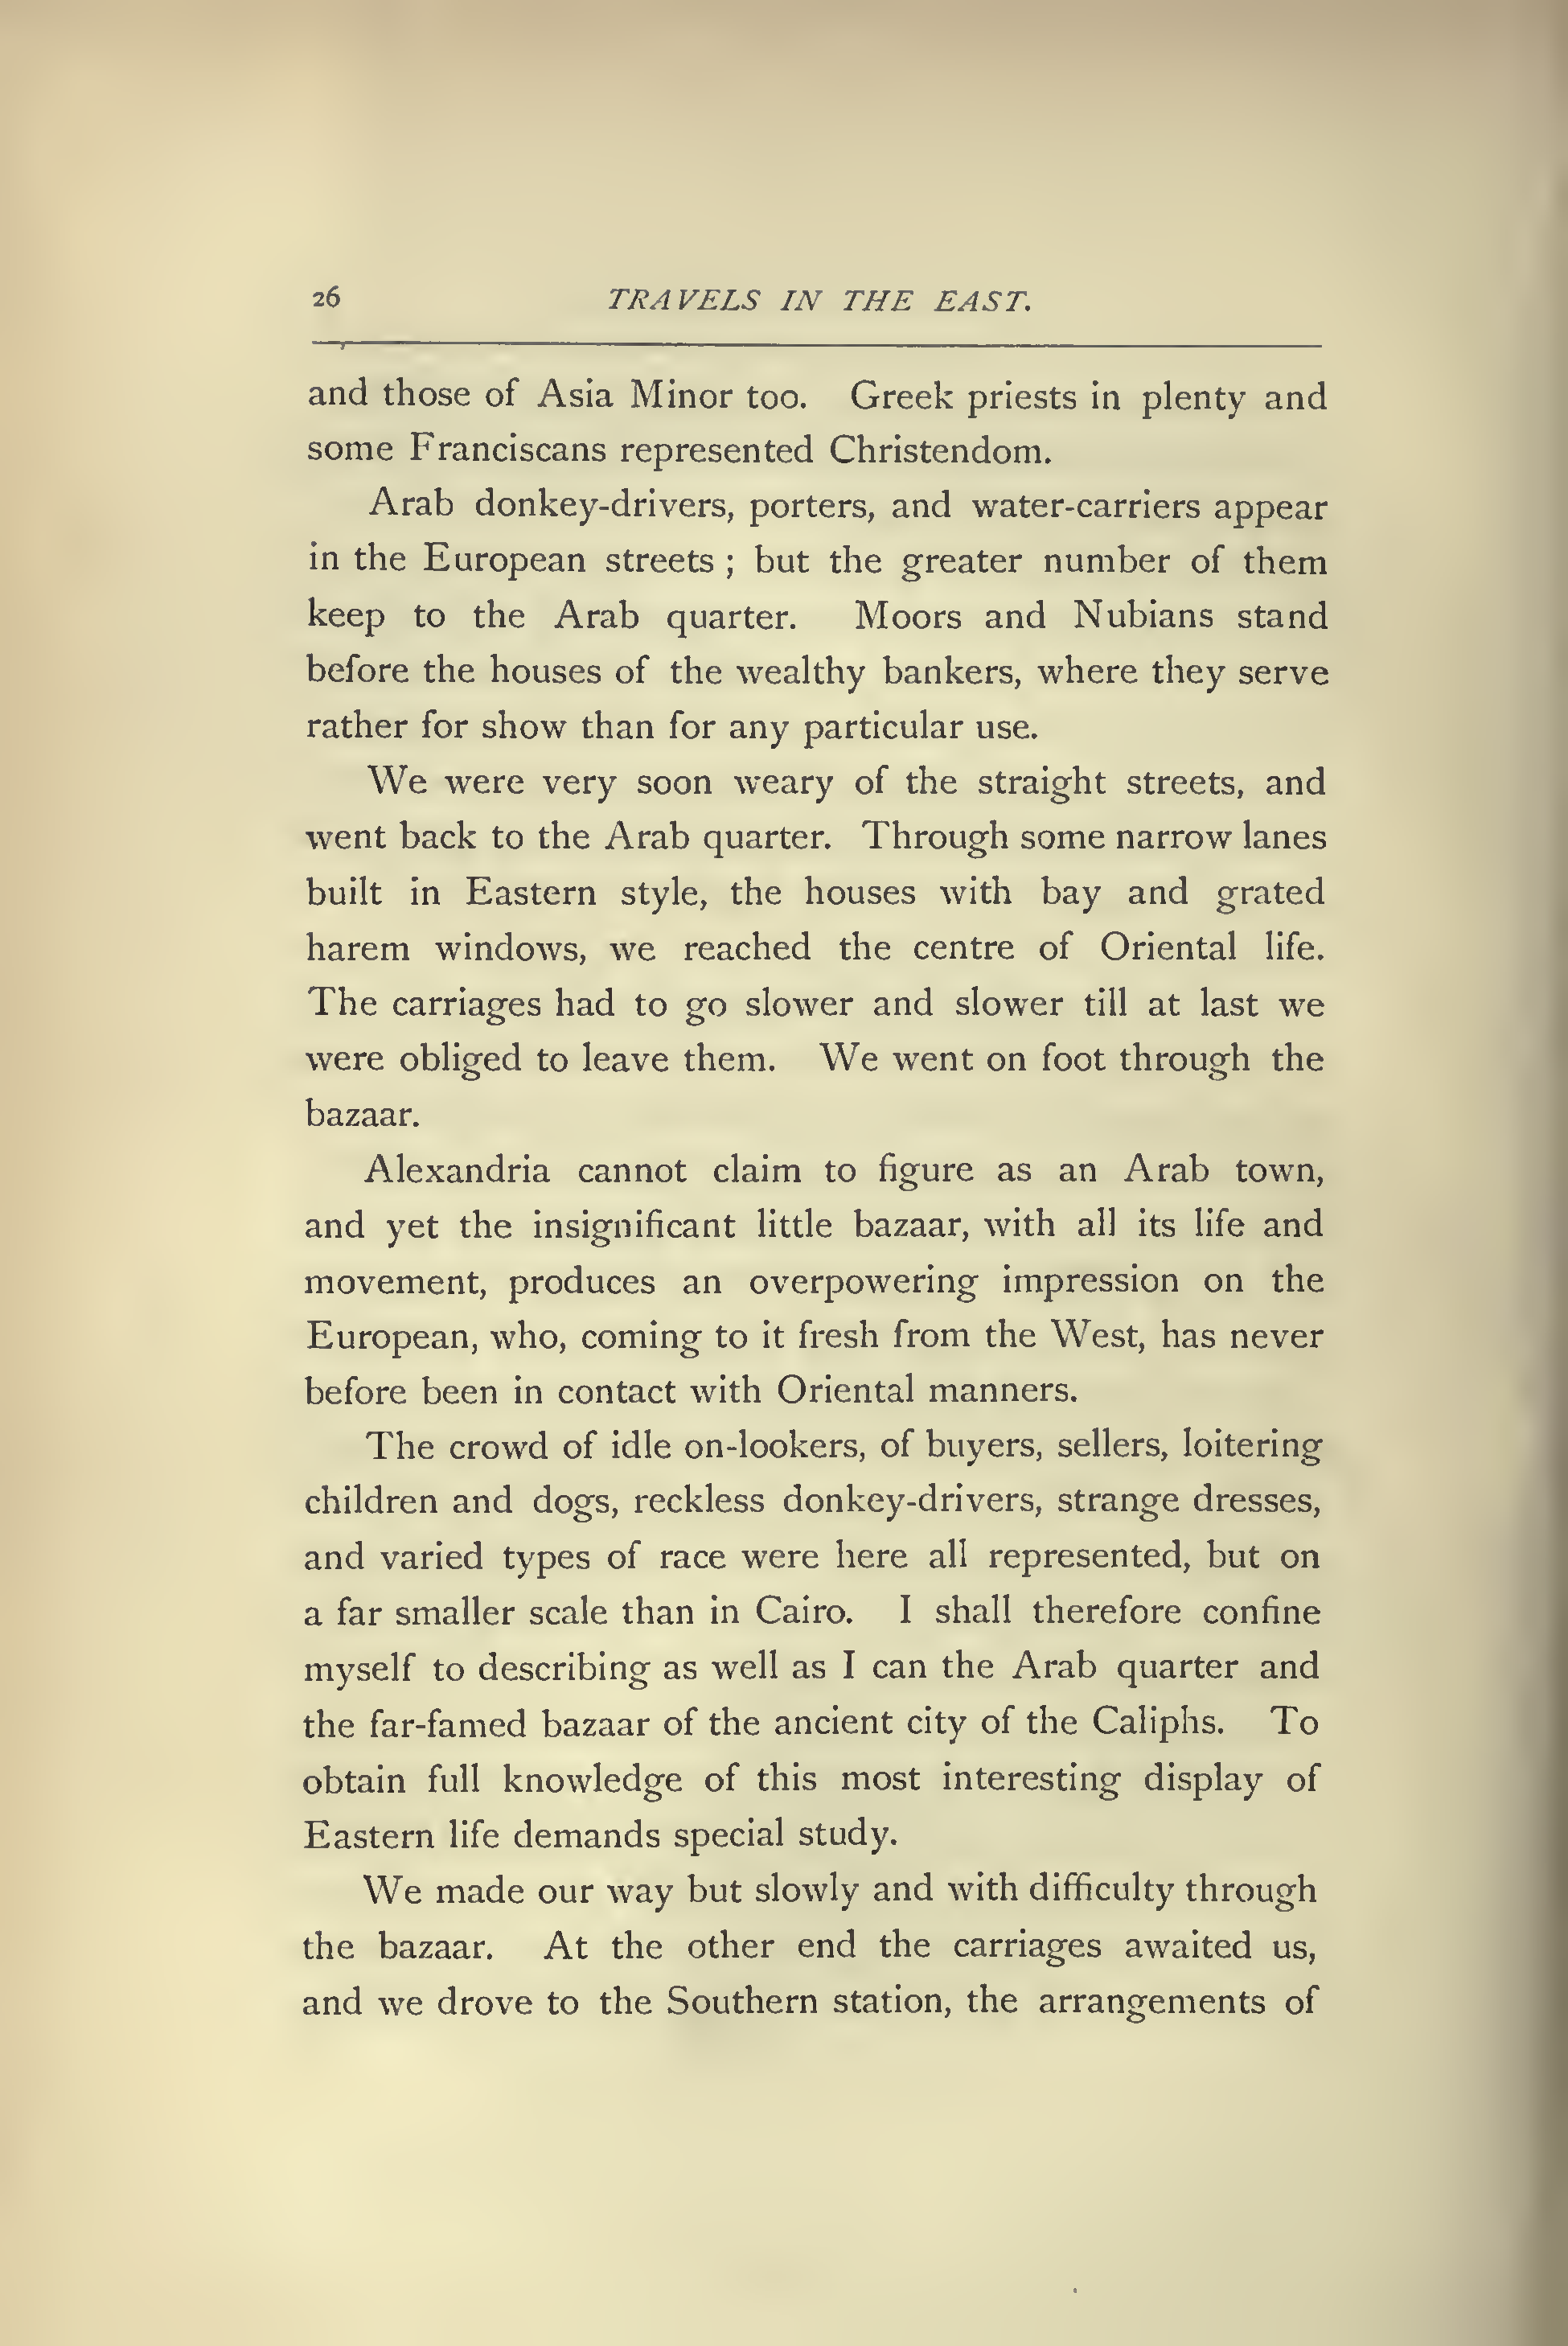 26 TRAVELS IN THE EAST.
and those of Asia Minor too. Greek priests in plenty and
some Franciscans represented Christendom.
Arab donkey-drivers, porters, and water-carriers appear
in the European streets ; but the greater number of them
keep to the Arab quarter. Moors and Nubians stand
before the houses of the wealthy bankers, where they serve
rather for show than for any particular use.
We were very soon weary of the straight streets, and
went back to the Arab quarter. Through some narrow lanes
built in Eastern style, the houses with bay and grated
harem windows, we reached the centre of Oriental life.
The carriages had to go slower and slower till at last we
were obliged to leave them. We went on foot through the
bazaar.
Alexandria cannot claim to figure as an Arab town,
and yet the insignificant little bazaar, with all its life and
movement, produces an overpowering impression on the
European, who, coming to it fresh from the West, has never
before been in contact with Oriental manners.
The crowd of idle on-lookers, of buyers, sellers, loitering
children and dogs, reckless donkey-drivers, strange dresses,
and varied types of race were here all represented, but on
a far smaller scale than in Cairo. I shall therefore confine
myself to describing as well as I can the Arab quarter and
the far-famed bazaar of the ancient city of the Caliphs. To
obtain full knowledge of this most interesting display of
Eastern life demands special study.
We made our way but slowly and with difficulty through
the bazaar. At the other end the carriages awaited us,
and we drove to the Southern station, the arrangements of